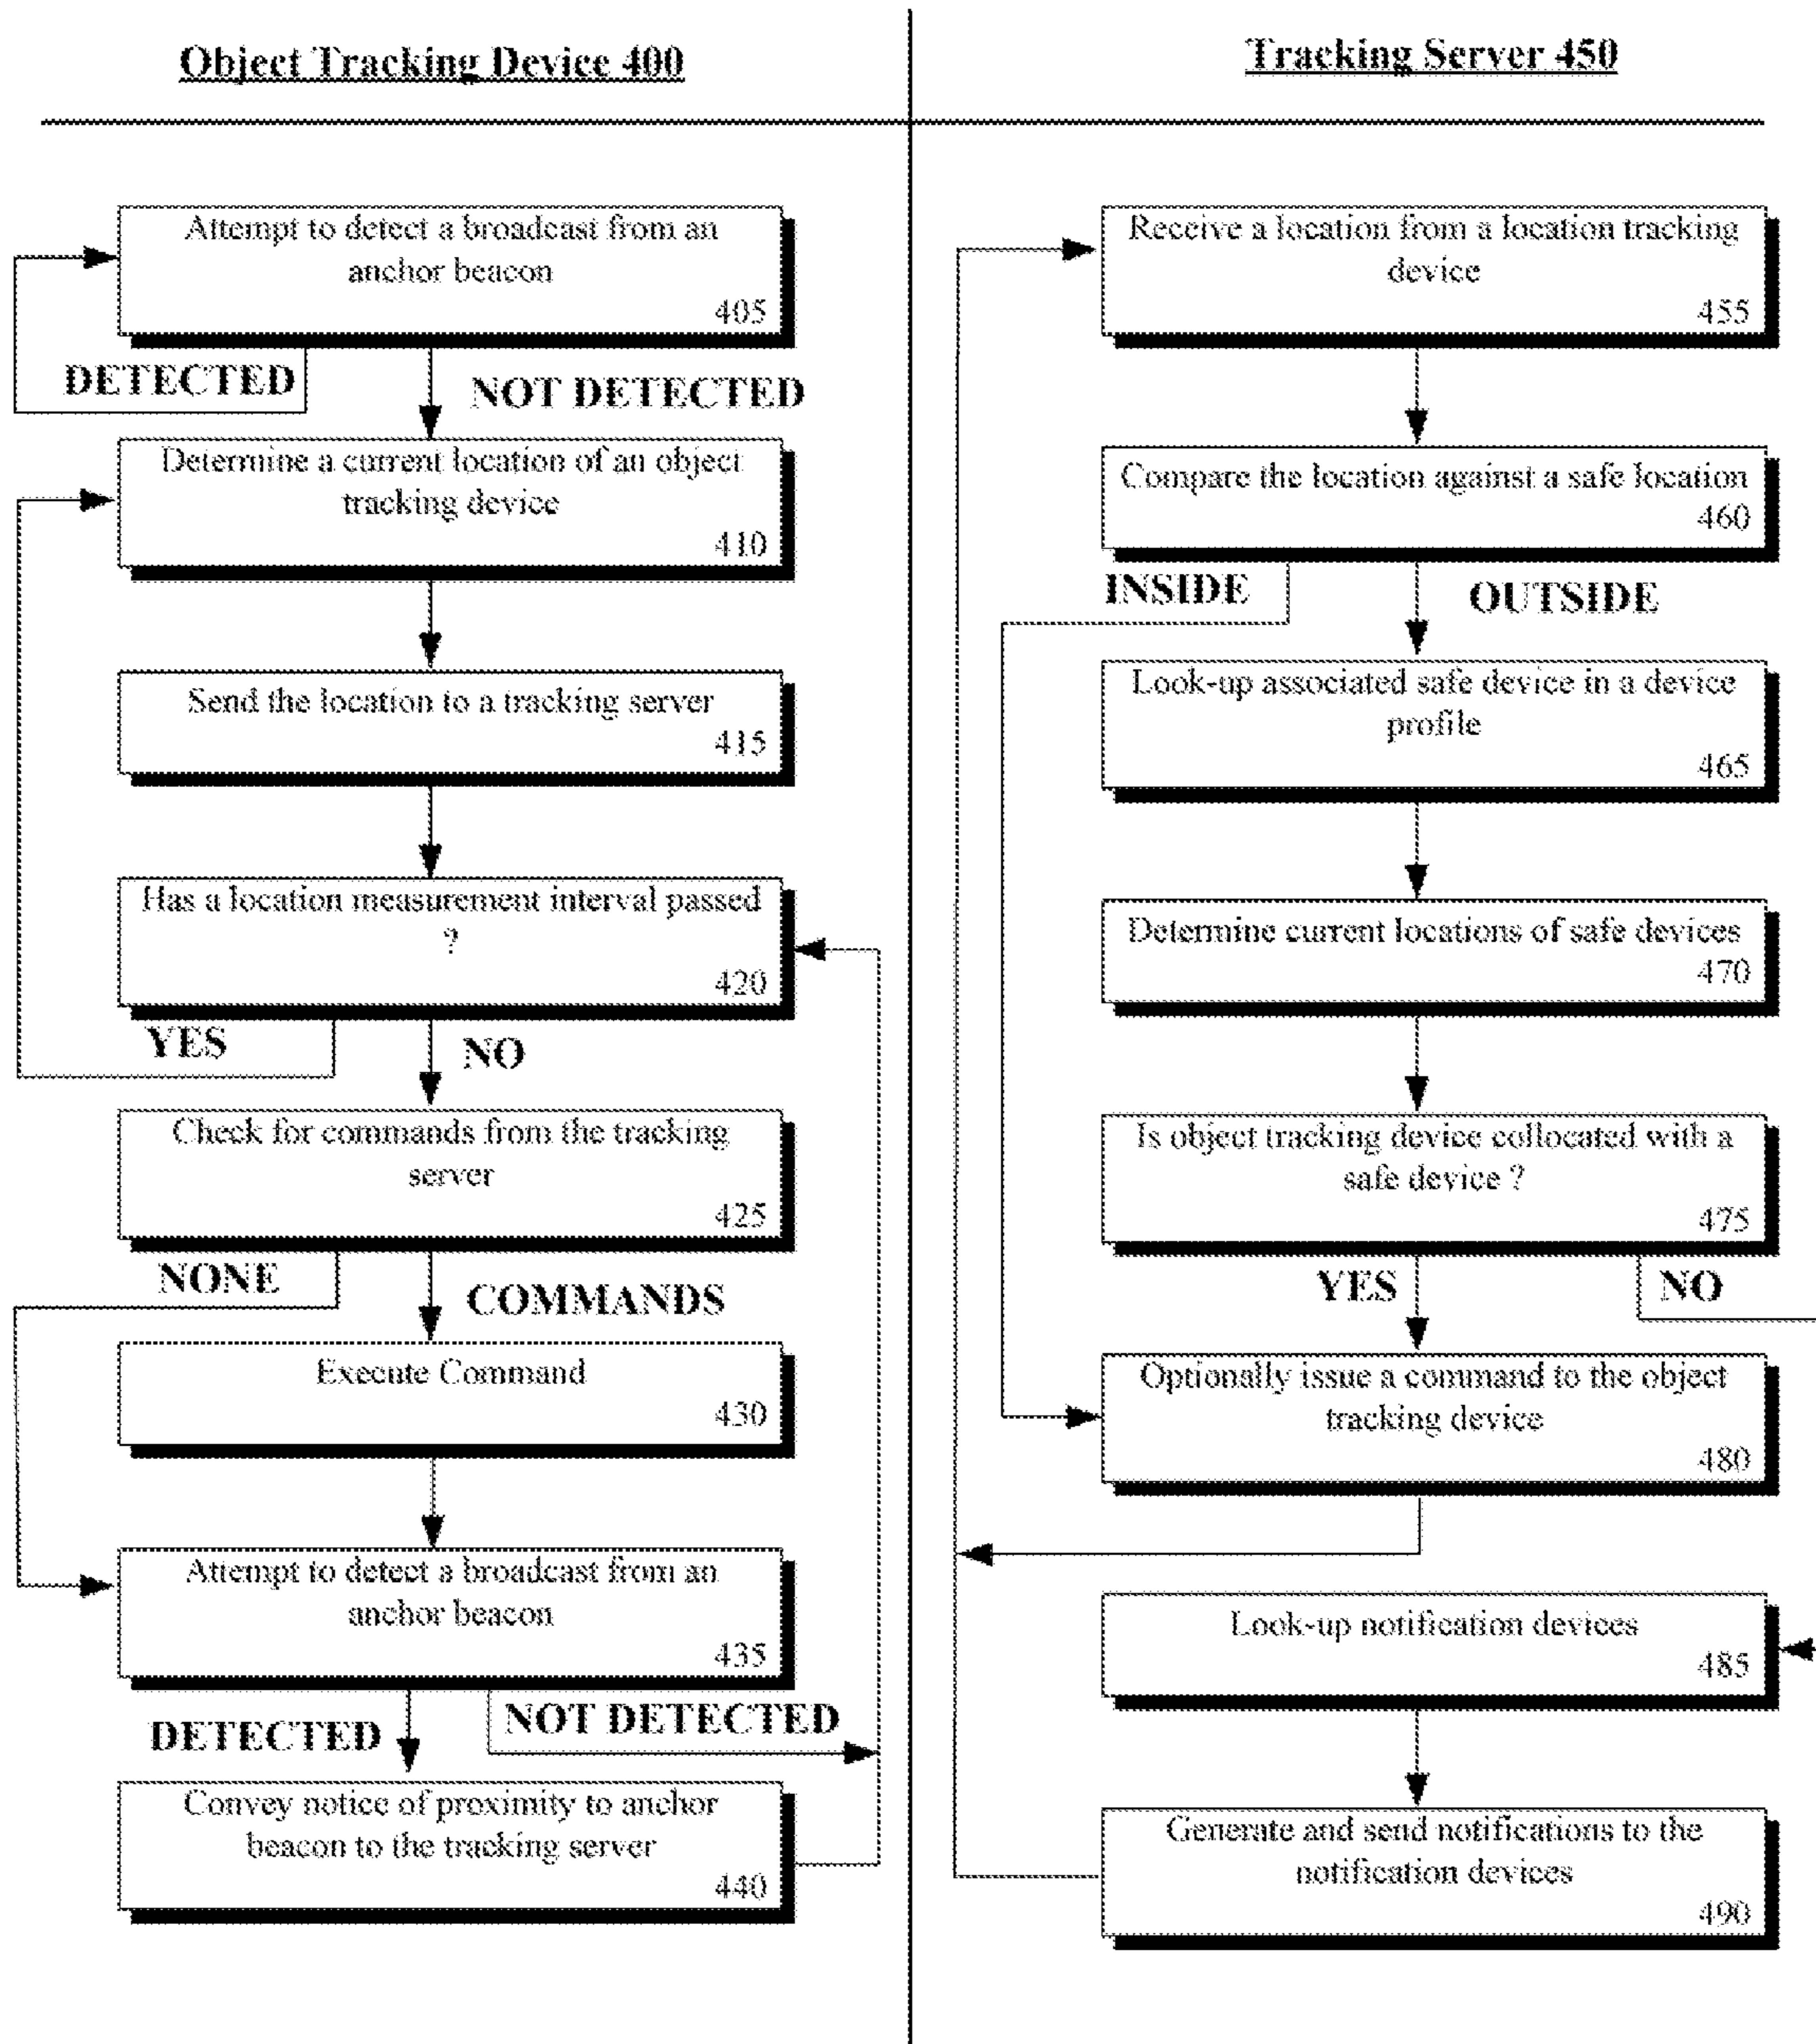 Object Tracking Device 400
Attempt to detect a broadcast from an
anchor beacon
405
DETECTED
NOT DETECTED
Determine a current location of an object
tracking device
410
Send the location to a tracking server
415
Has a location measurement interval passed
?
420
YES
NO
Check for commands from the tracking
server
425
NONE
COMMANDS
Execute Command
430
Attempt to detect a broadcast from an
anchor beacon
435
DETECTED
NOT DETECTED
Convey notice of proximity to anchor
beacon to the tracking server
440
Tracking Server 450
Receive a location from a location tracking
device
455
Compare the location against a safe location
460
INSIDE
OUTSIDE
Look-up associated safe device in a device
profile
465
Determine current locations of safe devices
470
Is object tracking device collocated with a
safe device ?
475
YES
NO
Optionally issue a command to the object
tracking device
480
Look-up notification devices
485
Generate and send notifications to the
notification devices
490